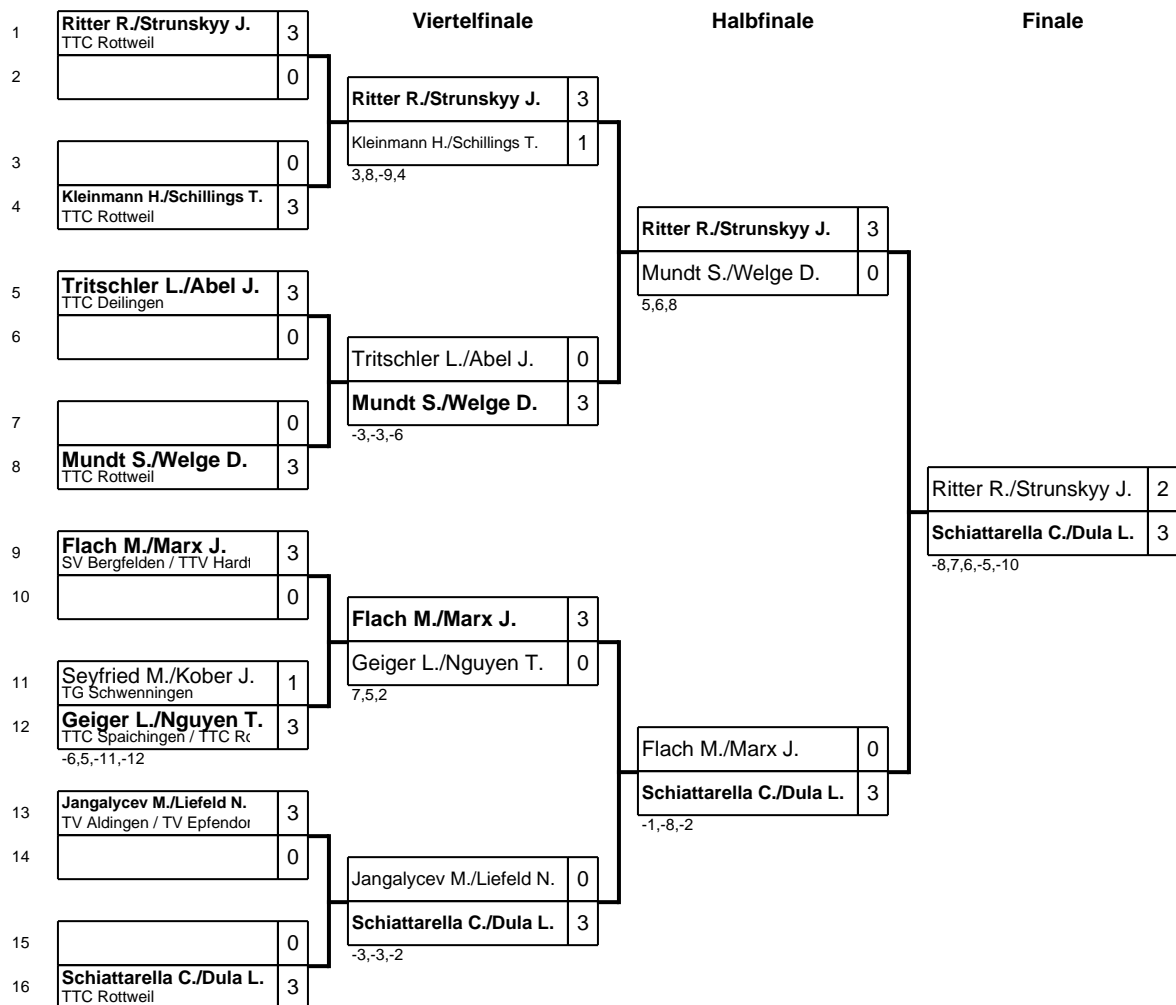 Viertelfinale
Halbfinale
Finale
1 Ritter R./Strunskyy J. 3
TTC Rottweil
2 0
3 0
4 Kleinmann H./Schillings T. 3
TTC Rottweil
5 Tritschler L./Abel J. 3
TTC Deilingen
6 0
7 0
8 Mundt S./Welge D. 3
TTC Rottweil
9 Flach M./Marx J. 3
SV Bergfelden / TTV Hardt
10 0
11 Seyfried M./Kober J. 1
TG Schwenningen
12 Geiger L./Nguyen T. 3
TTC Spaichingen / TTC Ro
-6,5,-11,-12
13 Jangalycev M./Liefeld N. 3
TV Aldingen / TV Epfendor
14 0
15 0
16 Schiattarella C./Dula L. 3
TTC Rottweil
Ritter R./Strunskyy J. 3
Kleinmann H./Schillings T. 1
3,8,-9,4
Tritschler L./Abel J. 0
Mundt S./Welge D. 3
-3,-3,-6
Flach M./Marx J. 3
Geiger L./Nguyen T. 0
7,5,2
Jangalycev M./Liefeld N. 0
Schiattarella C./Dula L. 3
-3,-3,-2
Ritter R./Strunskyy J. 3
Mundt S./Welge D. 0
5,6,8
Flach M./Marx J. 0
Schiattarella C./Dula L. 3
-1,-8,-2
Ritter R./Strunskyy J. 2
Schiattarella C./Dula L. 3
-8,7,6,-5,-10